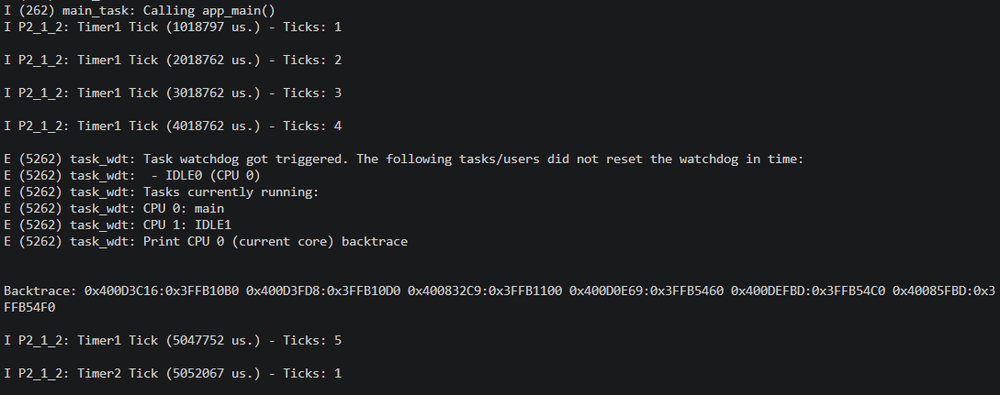 I (262) main_task: Calling app_main()
I P2_1_2: Timer1 Tick (1018797 us.) - Ticks: 1
I P2_1_2: Timer1 Tick (2018762 us.) - Ticks: 2
I P2_1_2: Timer1 Tick (3018762 us.) - Ticks: 3
I P2_1_2: Timer1 Tick (4018762 us.) - Ticks: 4
E (5262) task_wdt: Task watchdog got triggered. The following tasks/users did not reset the watchdog in time:
E (5262) task_wdt:  - IDLE0 (CPU 0)
E (5262) task_wdt: Tasks currently running:
E (5262) task_wdt: CPU 0: main
E (5262) task_wdt: CPU 1: IDLE1
E (5262) task_wdt: Print CPU 0 (current core) backtrace
Backtrace: 0x400D3C16:0x3FFB10B0 0x400D3FD8:0x3FFB10D0 0x400832C9:0x3FFB1100 0x400D0E69:0x3FFB5460 0x400DEFBD:0x3FFB54C0 0x40085FBD:0x3
FFB54F0
I P2_1_2: Timer1 Tick (5047752 us.) - Ticks: 5
I P2_1_2: Timer2 Tick (5052067 us.) - Ticks: 1